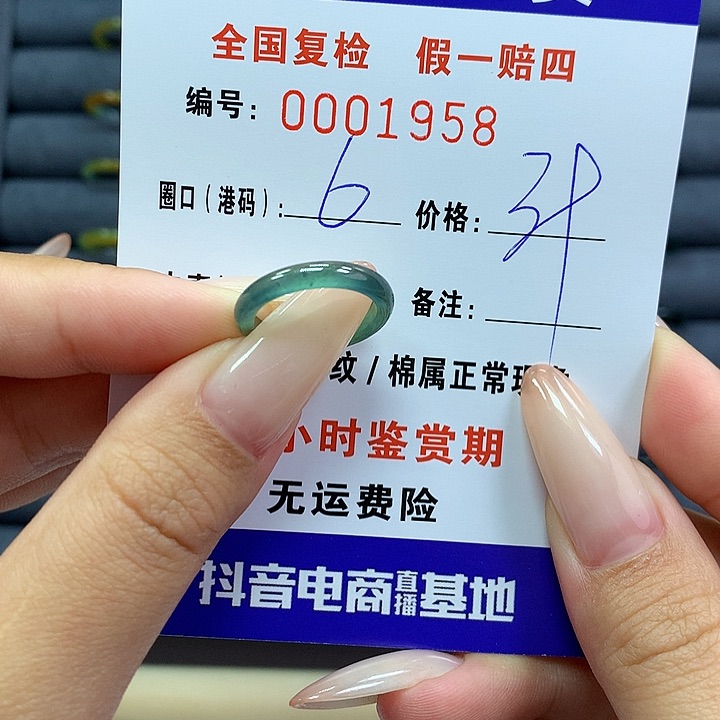 全国复检 假一赔四
编号: 0001958
圈口(港码): 6 价格:
备注:
纹/棉属正常现
小时鉴赏期
无运费险
抖音电商直播基地